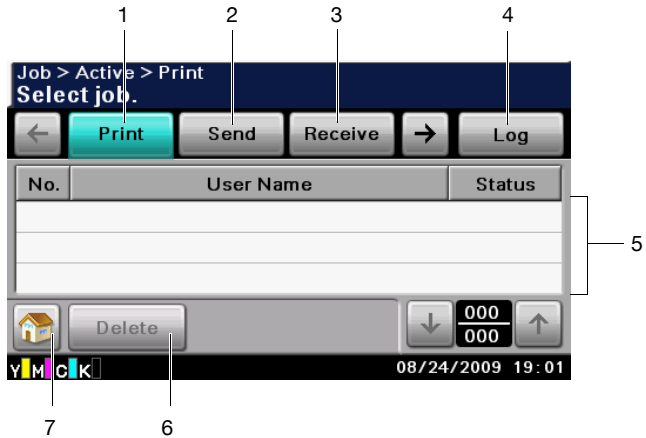 1 2 3 4
Job > Active > Print
Select job.
Print Send Receive Log
No. User Name Status
5
Delete
000
000
Y M C K 08/24/2009 19:01
7 6